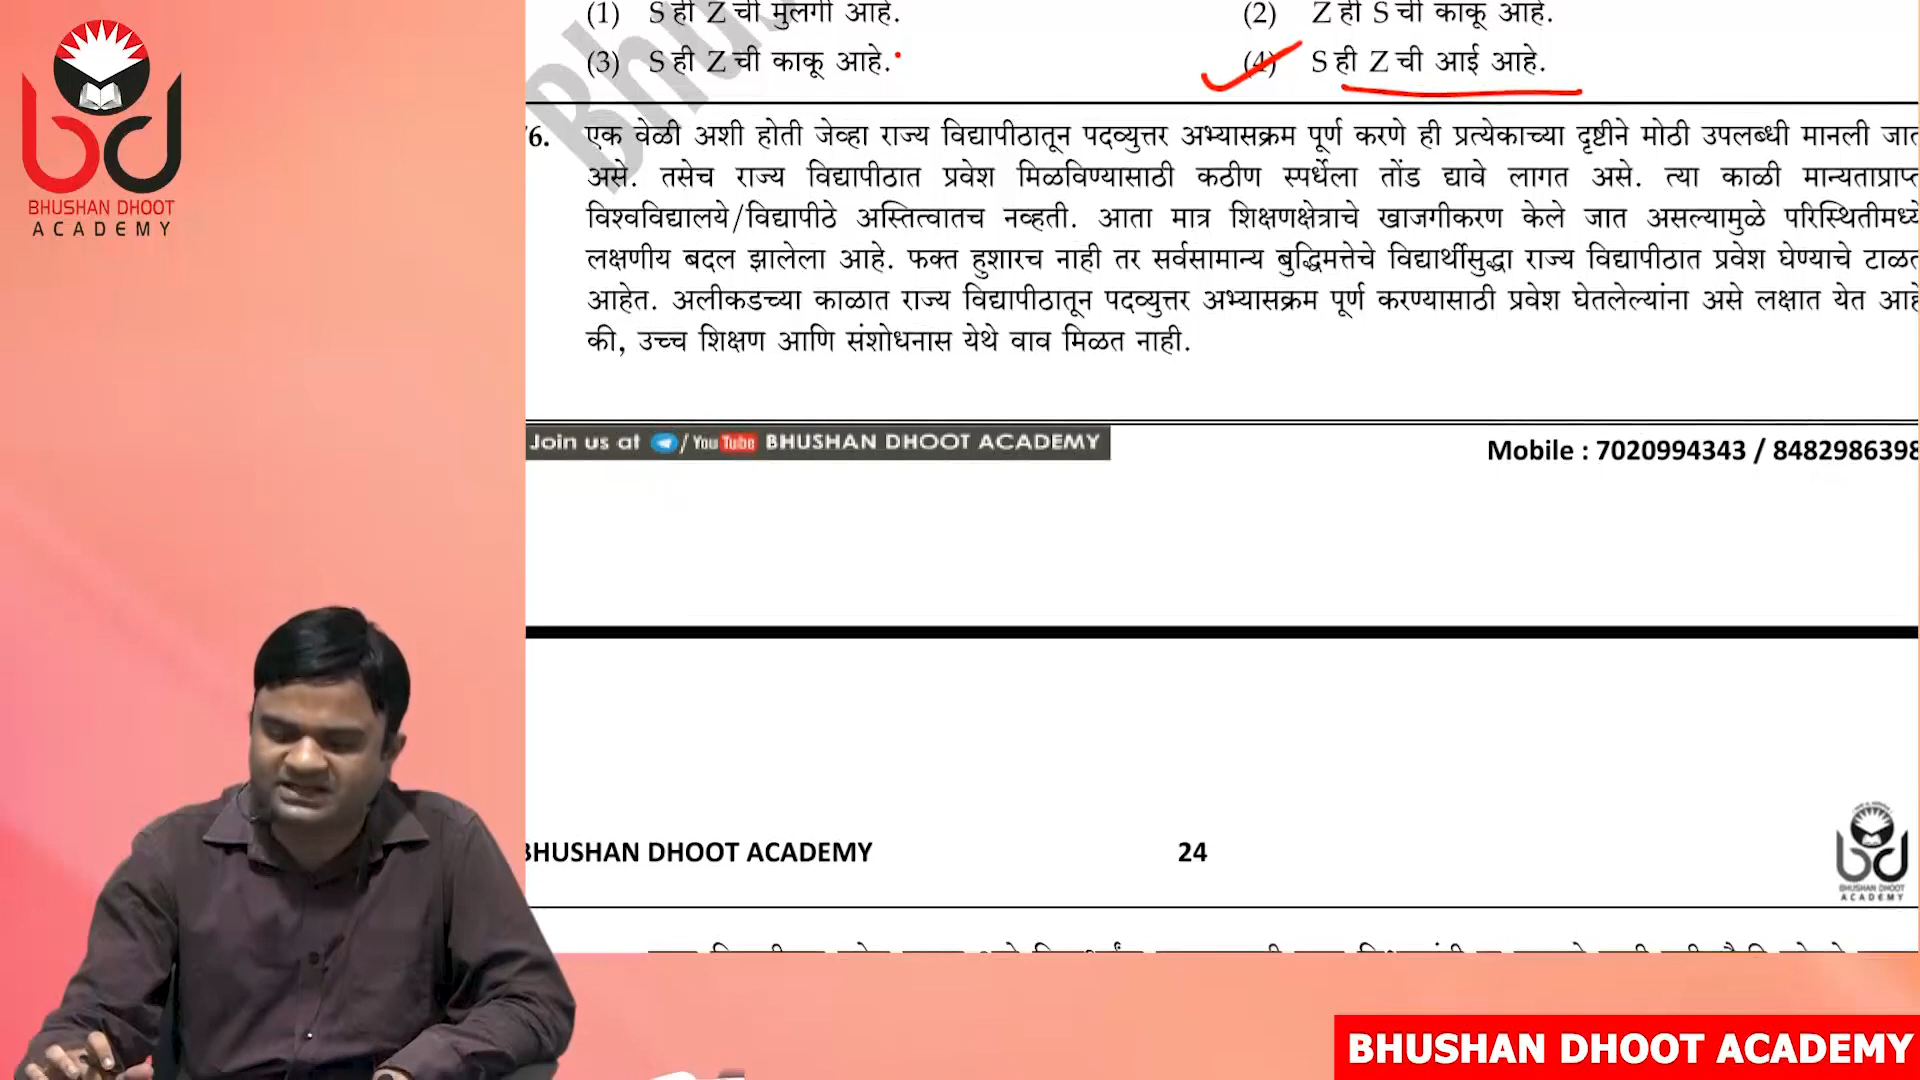 (1) S ही Z ची मुलगी आहे. (2) Z ही S ची काकू आहे.
(3) S ही Z ची काकू आहे. (4) S ही Z ची आई आहे.
6. एक वेळी अशी होती जेव्हा राज्य विद्यापीठातून पदव्युत्तर अभ्यासक्रम पूर्ण करणे ही प्रत्येकाच्या दृष्टीने मोठी उपलब्धी मानली जात
असे. तसेच राज्य विद्यापीठात प्रवेश मिळविण्यासाठी कठीण स्पर्धेला तोंड द्यावे लागत असे. त्या काळी मान्यताप्राप्त
विश्वविद्यालये/विद्यापीठे अस्तित्वातच नव्हती. आता मात्र शिक्षणक्षेत्राचे खाजगीकरण केले जात असल्यामुळे परिस्थितीमध्ये
लक्षणीय बदल झालेला आहे. फक्त हुशारच नाही तर सर्वसामान्य बुद्धिमत्तेचे विद्यार्थीसुद्धा राज्य विद्यापीठात प्रवेश घेण्याचे टाळत
आहेत. अलीकडच्या काळात राज्य विद्यापीठातून पदव्युत्तर अभ्यासक्रम पूर्ण करण्यासाठी प्रवेश घेतलेल्यांना असे लक्षात येत आहे
की, उच्च शिक्षण आणि संशोधनास येथे वाव मिळत नाही.
Join us at / YouTube BHUSHAN DHOOT ACADEMY
Mobile : 7020994343 / 8482986398
BHUSHAN DHOOT ACADEMY 24
BHUSHAN DHOOT
ACADEMY
bd
BHUSHAN DHOOT
ACADEMY
Bhu
BHUSHAN DHOOT ACADEMY